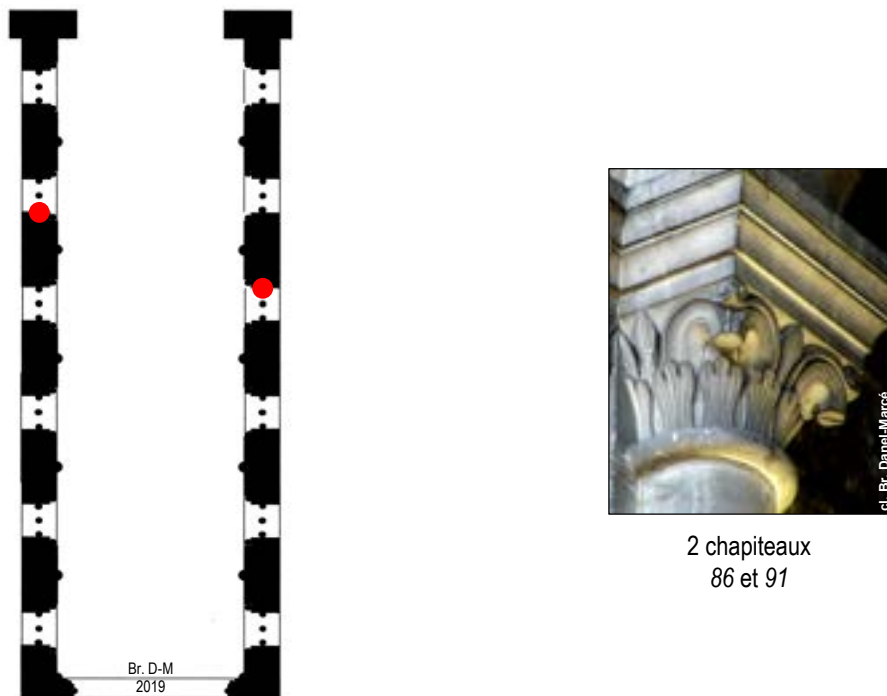 Br. D-M
2019
cl. Br. Danel-Marcé
2 chapiteaux
86 et 91